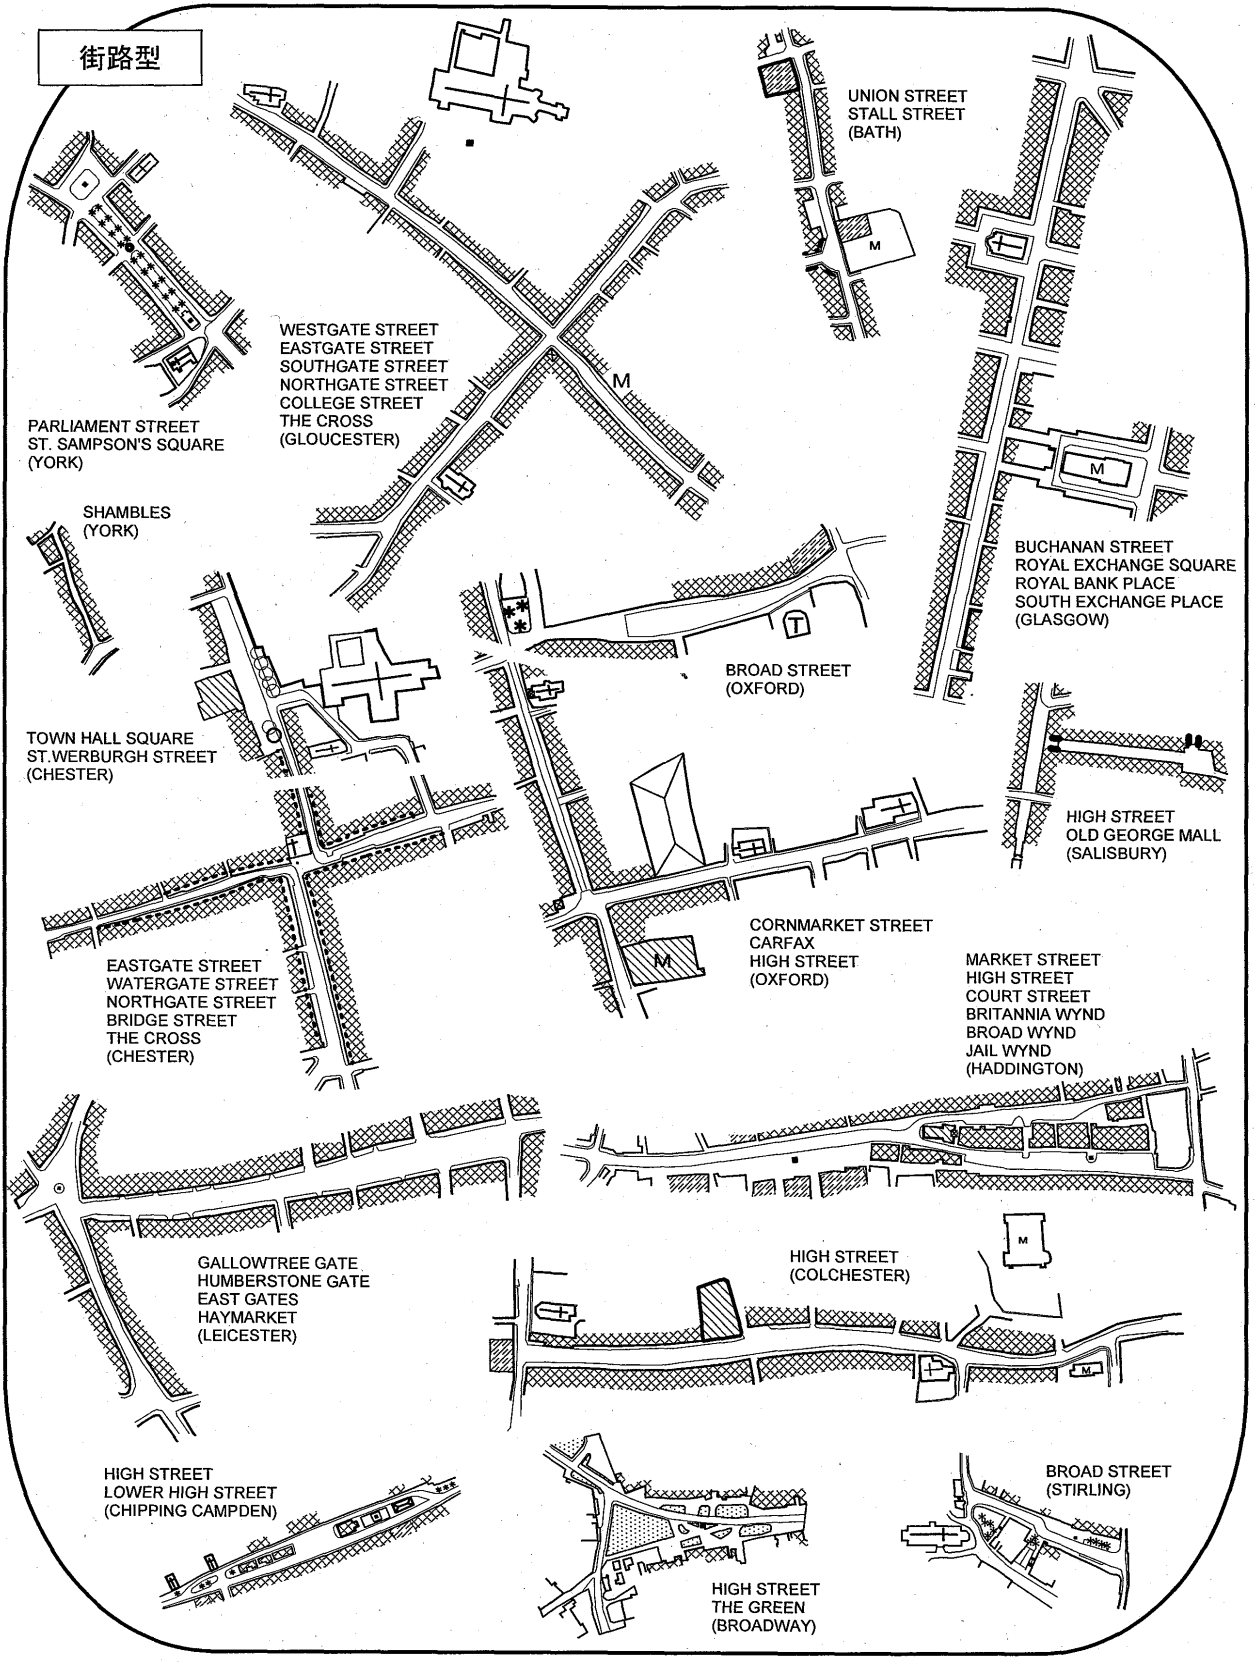 街路型
UNION STREET
STALL STREET
(BATH)
M
WESTGATE STREET
EASTGATE STREET
SOUTHGATE STREET
NORTHGATE STREET
COLLEGE STREET
THE CROSS
(GLOUCESTER)
M
PARLIAMENT STREET
ST. SAMPSON'S SQUARE
(YORK)
M
SHAMBLES
(YORK)
BUCHANAN STREET
ROYAL EXCHANGE SQUARE
ROYAL BANK PLACE
SOUTH EXCHANGE PLACE
(GLASGOW)
T
BROAD STREET
(OXFORD)
TOWN HALL SQUARE
ST.WERBURGH STREET
(CHESTER)
HIGH STREET
OLD GEORGE MALL
(SALISBURY)
CORNMARKET STREET
CARFAX
HIGH STREET
(OXFORD)
M
EASTGATE STREET
WATERGATE STREET
NORTHGATE STREET
BRIDGE STREET
THE CROSS
(CHESTER)
MARKET STREET
HIGH STREET
COURT STREET
BRITANNIA WYND
BROAD WYND
JAIL WYND
(HADDINGTON)
GALLOWTREE GATE
HUMBERSTONE GATE
EAST GATES
HAYMARKET
(LEICESTER)
HIGH STREET
(COLCHESTER)
M
M
HIGH STREET
LOWER HIGH STREET
(CHIPPING CAMPDEN)
HIGH STREET
THE GREEN
(BROADWAY)
BROAD STREET
(STIRLING)